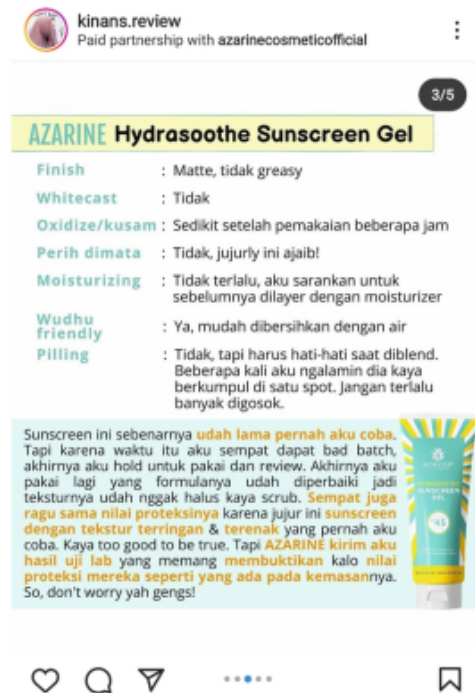 kinans.review
Paid partnership with azarinecosmeticofficial
3/5
AZARINE Hydrasoothe Sunscreen Gel
Finish : Matte, tidak greasy
Whitecast : Tidak
Oxidize/kusam : Sedikit setelah pemakaian beberapa jam
Perih dimata : Tidak, jujurly ini ajaib!
Moisturizing : Tidak terlalu, aku sarankan untuk
sebelumnya dilayer dengan moisturizer
Wudhu
friendly : Ya, mudah dibersihkan dengan air
Pilling : Tidak, tapi harus hati-hati saat diblend.
Beberapa kali aku ngalamin dia kaya
berkumpul di satu spot. Jangan terlalu
banyak digosok.
Sunscreen ini sebenarnya udah lama pernah aku coba.
Tapi karena waktu itu aku sempat dapat bad batch,
akhirnya aku hold untuk pakai dan review. Akhirnya aku
pakai lagi yang formulanya udah diperbaiki jadi
teksturnya udah nggak halus kaya scrub. Sempat juga
ragu sama nilai proteksinya karena jujur ini sunscreen
dengan tekstur terringan & terenak yang pernah aku
coba. Kaya too good to be true. Tapi AZARINE kirim aku
hasil uji lab yang memang membuktikan kalo nilai
proteksi mereka seperti yang ada pada kemasannya.
So, don't worry yah gengs!
SUNSCREEN
GEL
45